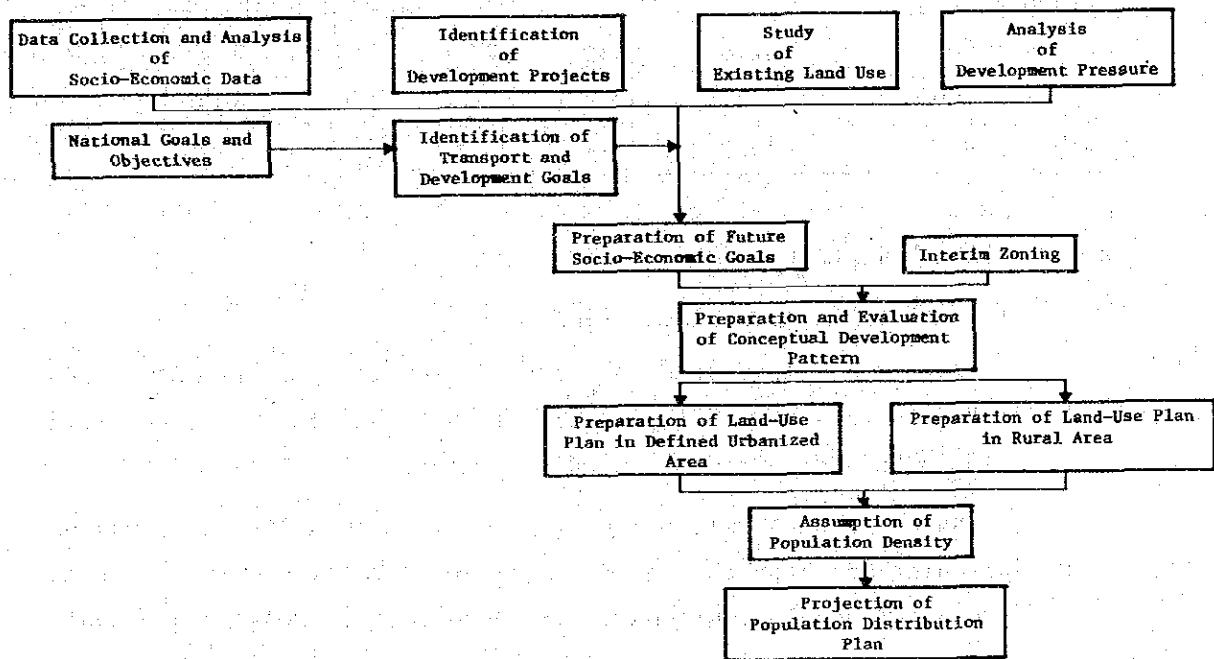 Data Collection and Analysis
of
Socio-Economic Data
Identification
of
Development Projects
Study
of
Existing Land Use
Analysis
of
Development Pressure
National Goals and
Objectives
Identification of
Transport and
Development Goals
Preparation of Future
Socio-Economic Goals
Interim Zoning
Preparation and Evaluation
of Conceptual Development
Pattern
Preparation of Land-Use
Plan in Defined Urbanized
Area
Preparation of Land-Use Plan
in Rural Area
Assumption of
Population Density
Projection of
Population Distribution
Plan